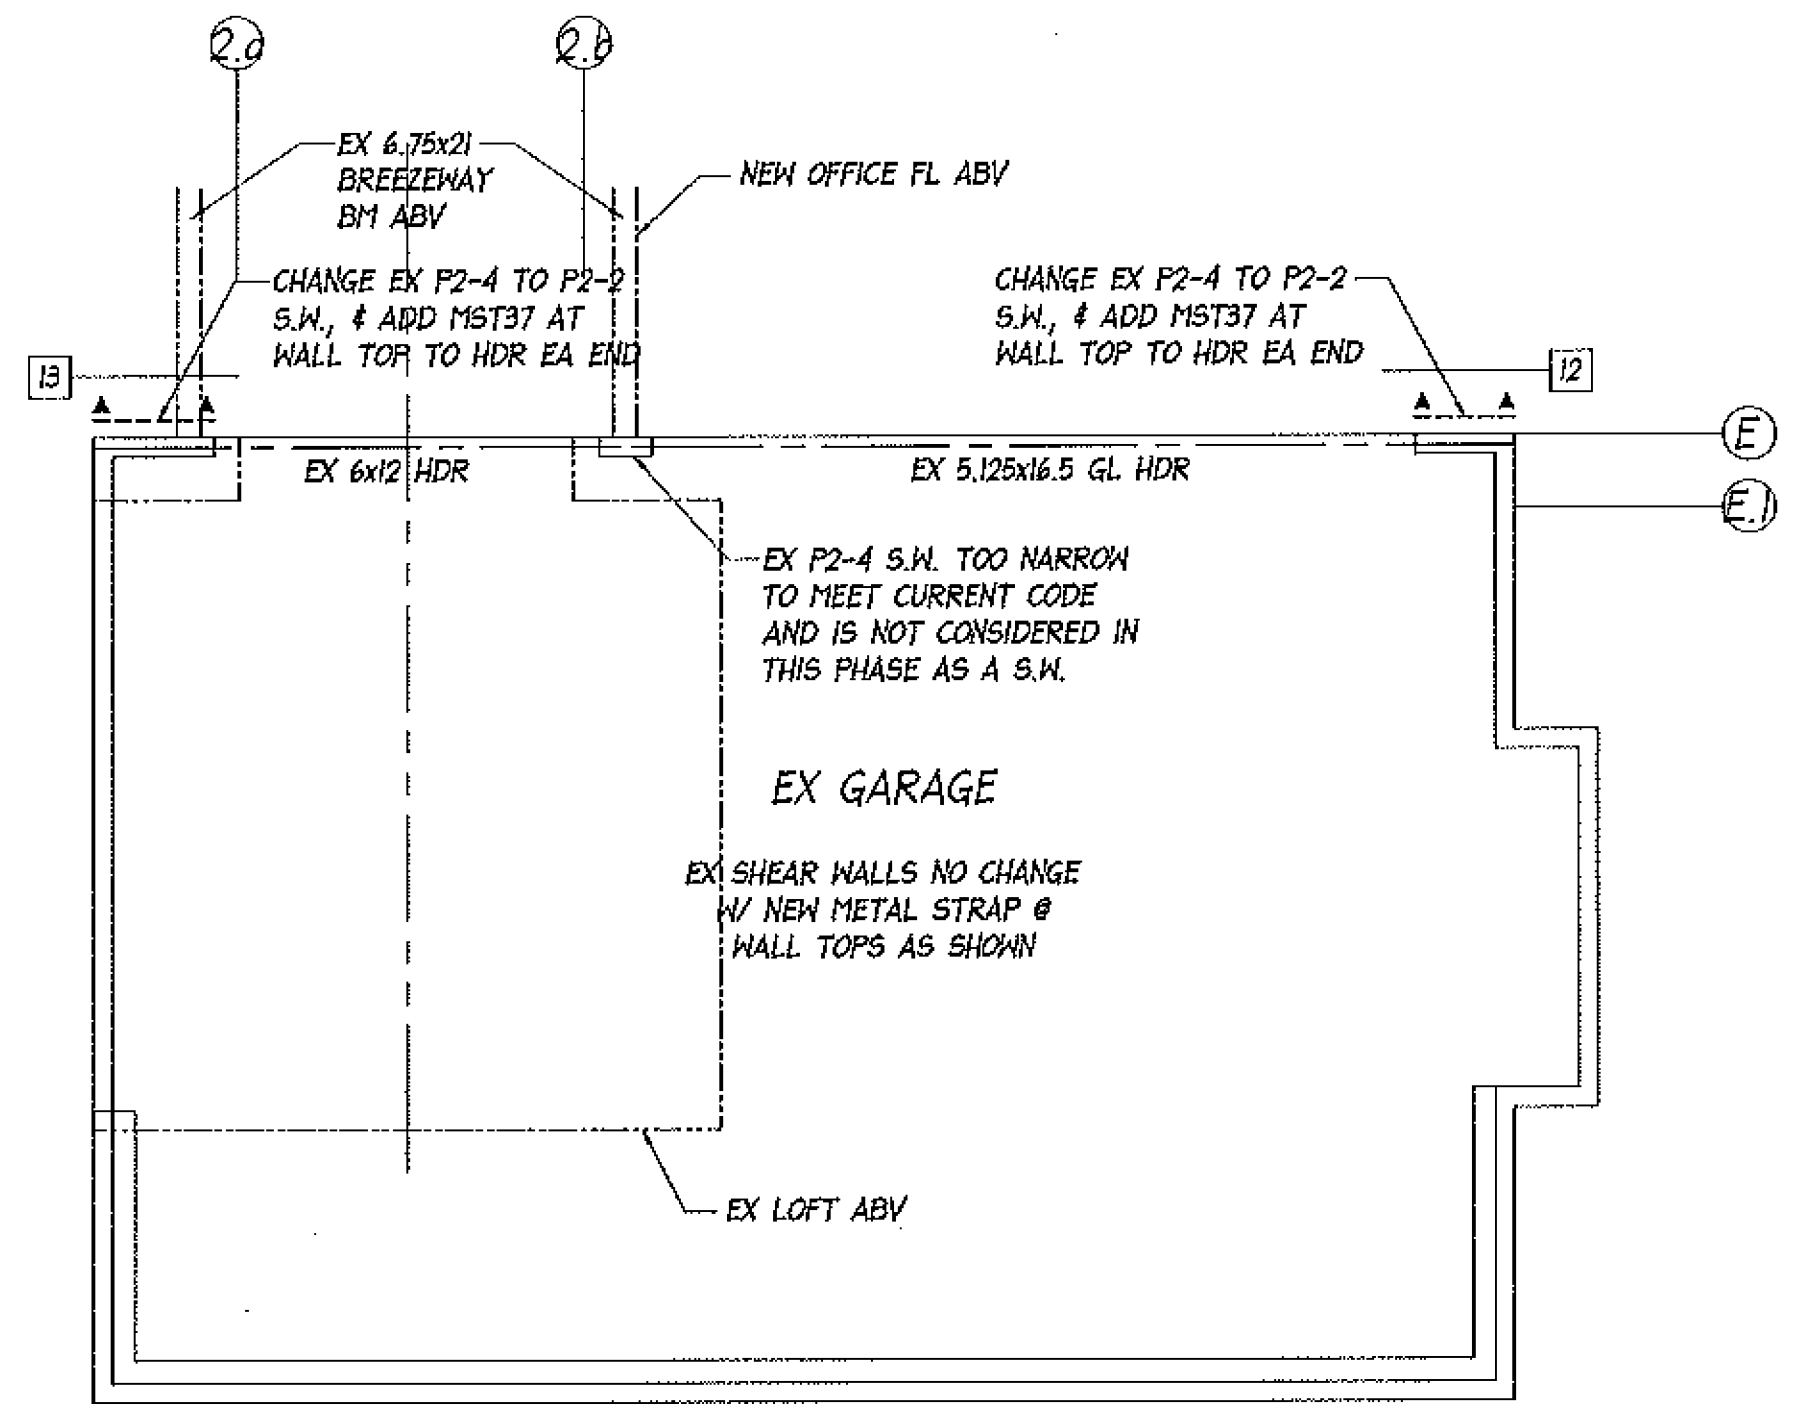 2.a
2.b
EX 6.75x21
BREEZEWAY
BM ABV
NEW OFFICE FL ABV
CHANGE EX P2-4 TO P2-2
S.W., & ADD MST37 AT
WALL TOP TO HDR EA END
CHANGE EX P2-4 TO P2-2
S.W., & ADD MST37 AT
WALL TOP TO HDR EA END
13
12
E
EX 6x12 HDR
EX 5.125x16.5 GL HDR
E.1
EX P2-4 S.W. TOO NARROW
TO MEET CURRENT CODE
AND IS NOT CONSIDERED IN
THIS PHASE AS A S.W.
EX GARAGE
EX SHEAR WALLS NO CHANGE
W/ NEW METAL STRAP @
WALL TOPS AS SHOWN
EX LOFT ABV